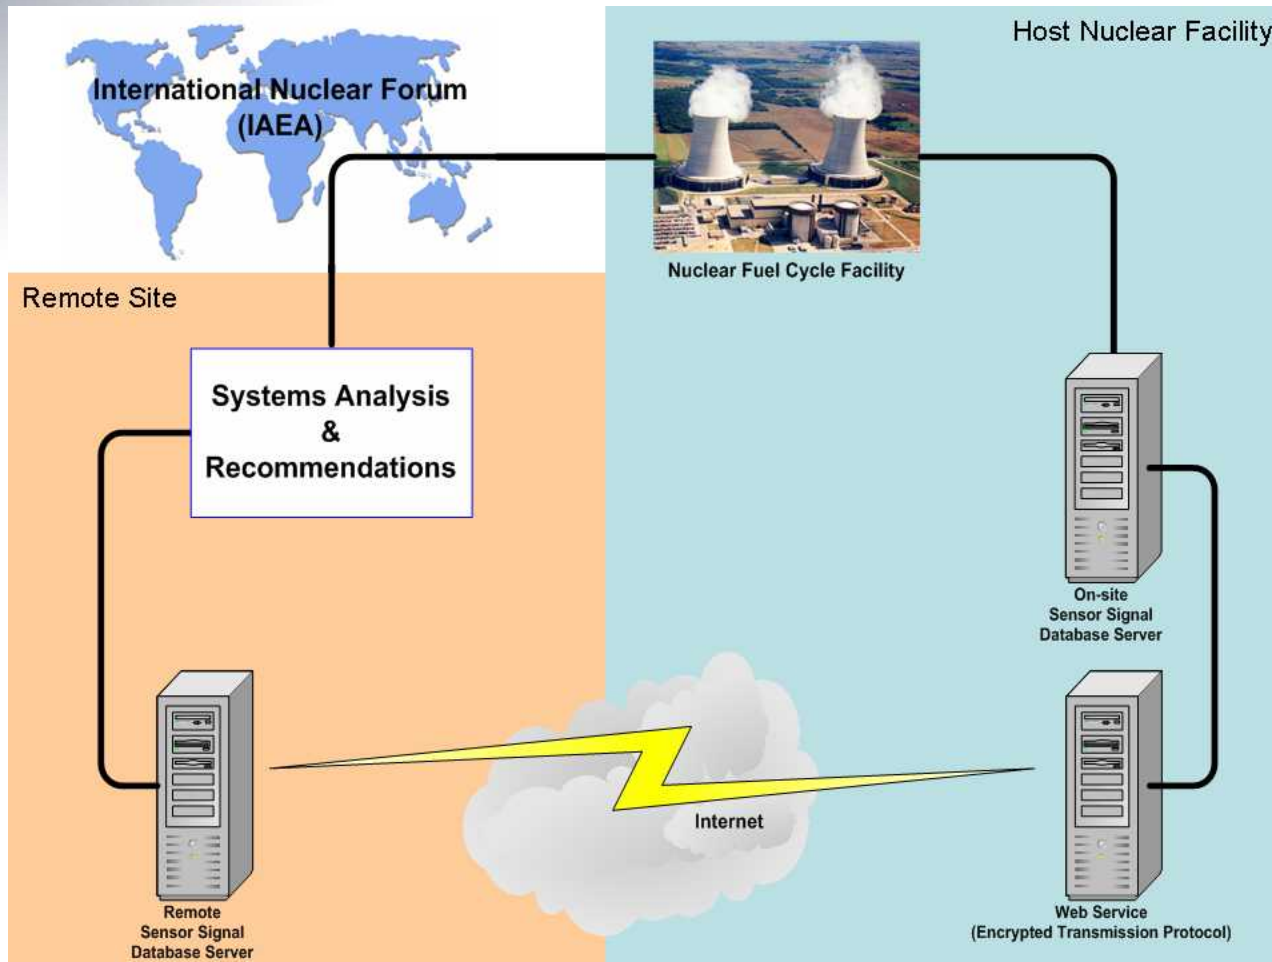 Host Nuclear Facility
International Nuclear Forum
(IAEA)
Nuclear Fuel Cycle Facility
Remote Site
Systems Analysis
&
Recommendations
On-site
Sensor Signal
Database Server
Internet
Remote
Sensor Signal
Database Server
Web Service
(Encrypted Transmission Protocol)